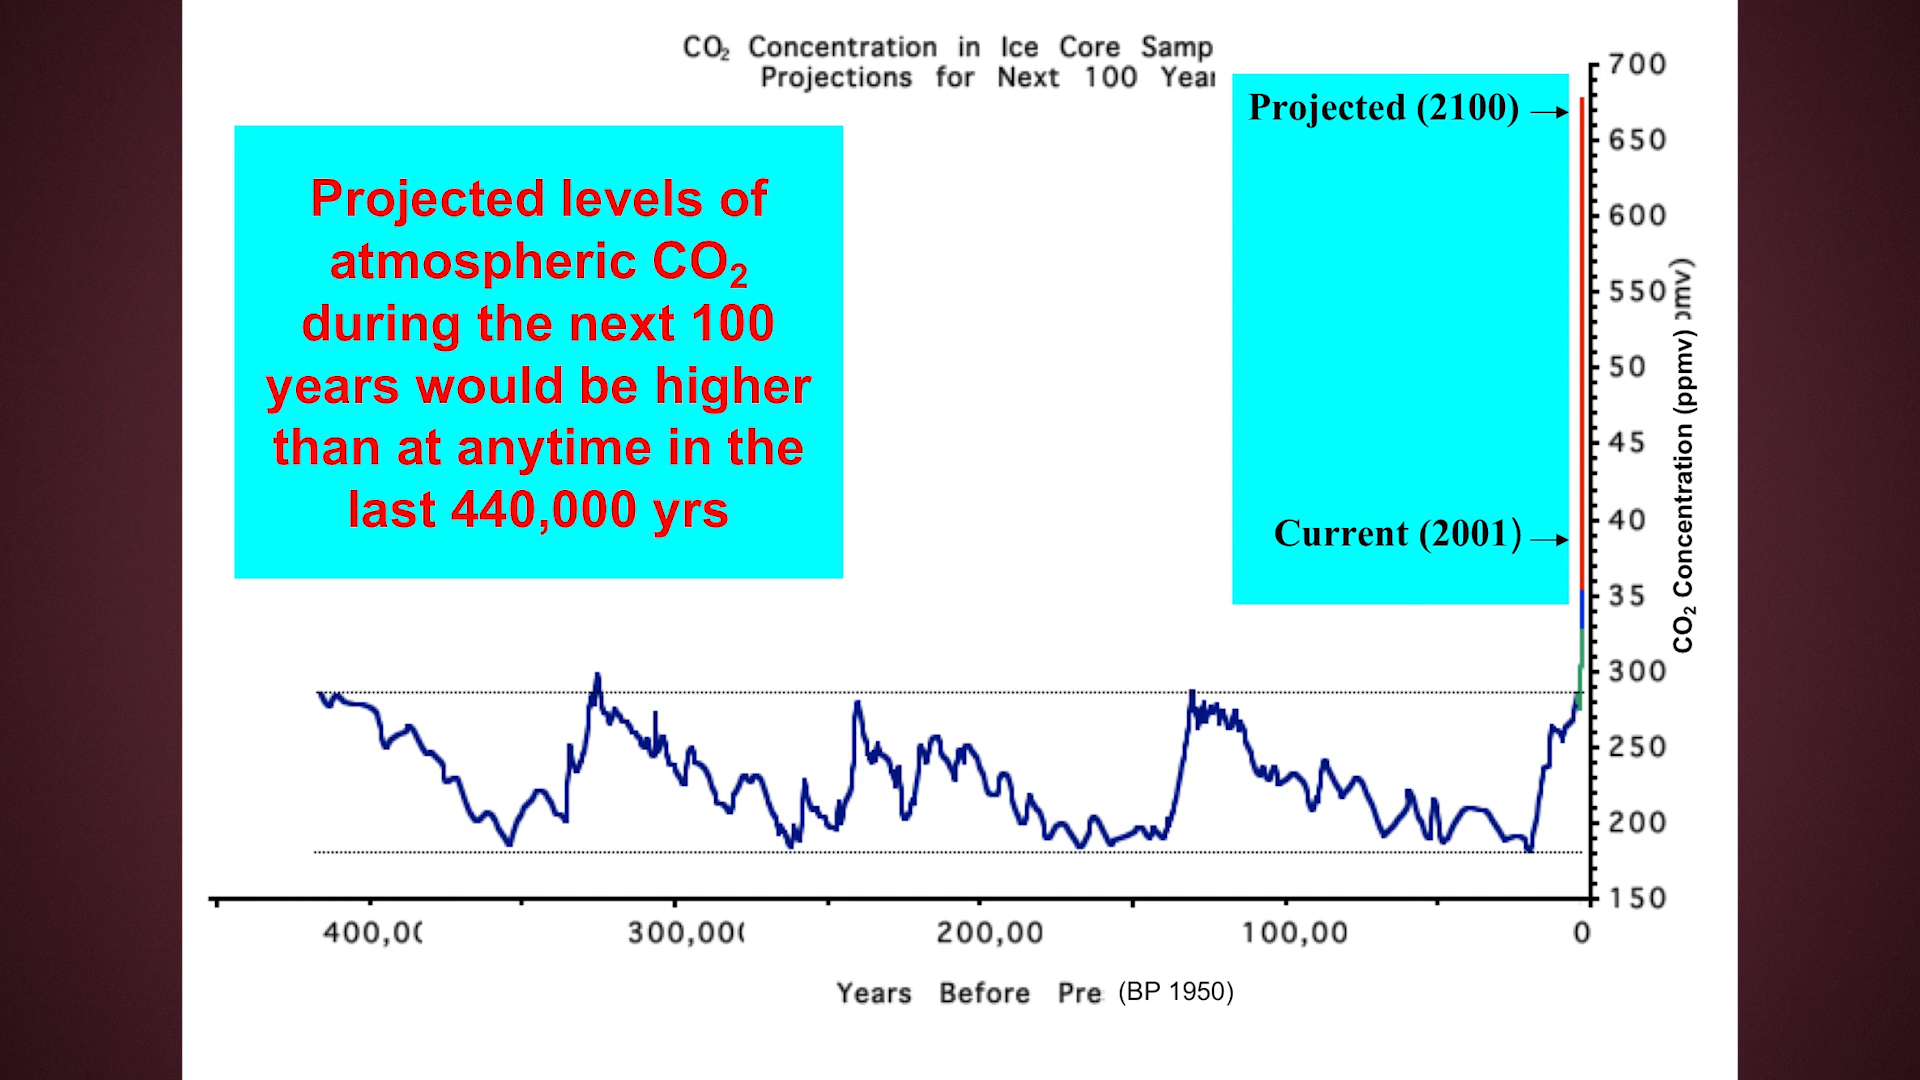 CO₂ Concentration in Ice Core Samp
Projections for Next 100 Year
Projected levels of
atmospheric CO₂
during the next 100
years would be higher
than at anytime in the
last 440,000 yrs
Projected (2100)
Current (2001)
700
650
600
550
50
45
40
35
300
250
200
150
CO₂ Concentration (ppmv)
400,00
300,000
200,00
100,00
0
Years Before Pre (BP 1950)